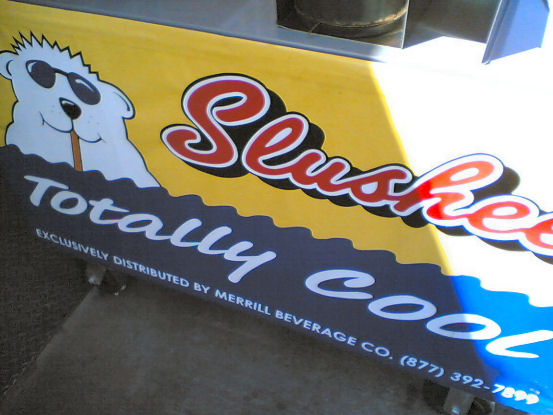 Slushee
Totally COOL
EXCLUSIVELY DISTRIBUTED BY MERRILL BEVERAGE CO. (877) 392-7899